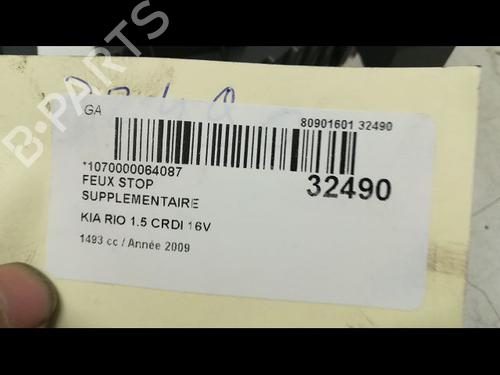 B-PARTS
GA
80901601 32490
*1070000064087
32490
FEUX STOP
SUPPLEMENTAIRE
KIA RIO 1.5 CRDI 16V
1493 cc / Année 2009